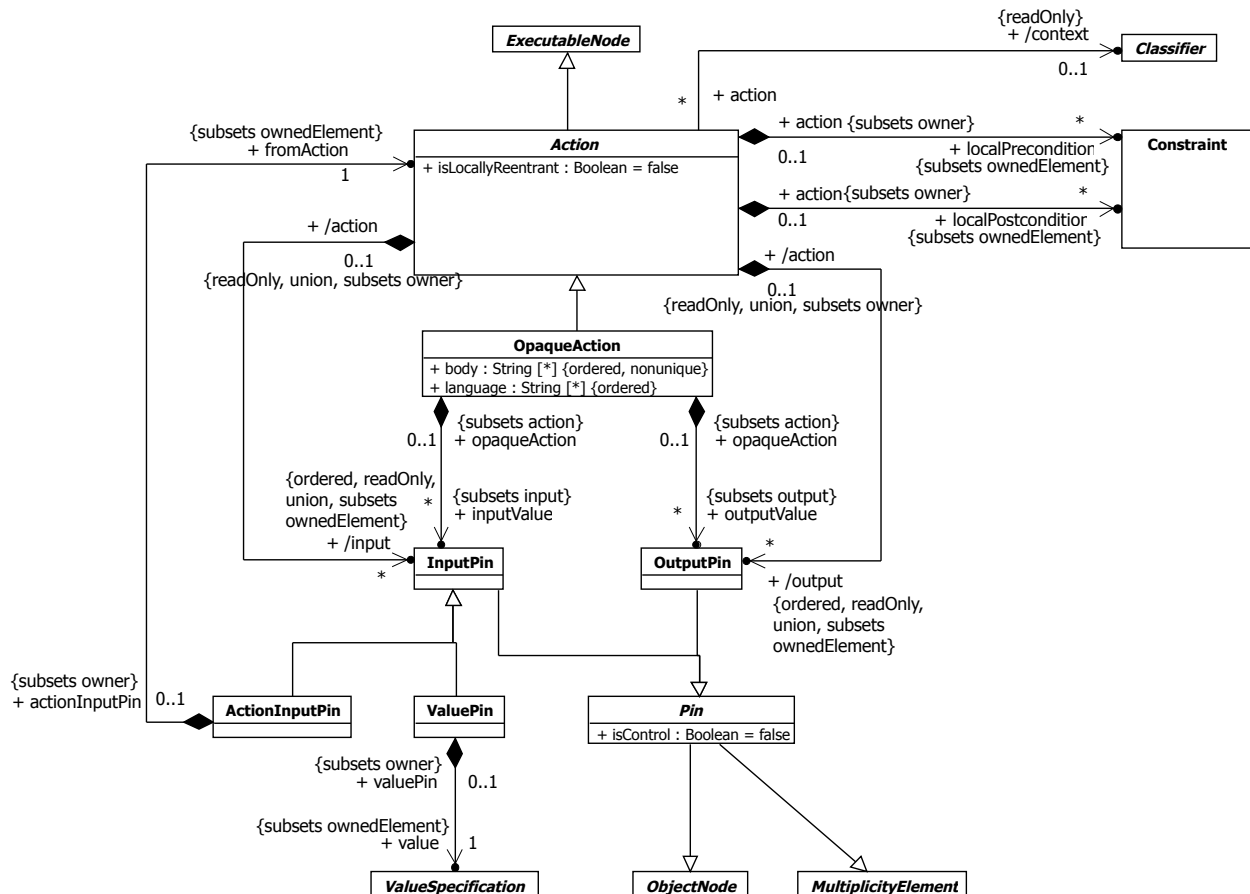 {readOnly}
+ /context
ExecutableNode
Classifier
0..1
*
+ action
{subsets ownedElement}
+ fromAction
1
Action
+ isLocallyReentrant : Boolean = false
+ action {subsets owner}
*
0..1
+ localPrecondition
{subsets ownedElement}
Constraint
+ action {subsets owner}
*
0..1
+ localPostconditior
{subsets ownedElement}
+ /action
0..1
{readOnly, union, subsets owner}
+ /action
0..1
{readOnly, union, subsets owner}
OpaqueAction
+ body : String [*] {ordered, nonunique}
+ language : String [*] {ordered}
{subsets action}
0..1
+ opaqueAction
{subsets action}
0..1
+ opaqueAction
{ordered, readOnly,
union, subsets
ownedElement}
+ /input
*
*
{subsets input}
+ inputValue
{subsets output}
*
+ outputValue
*
InputPin
OutputPin
+ /output
{ordered, readOnly,
union, subsets
ownedElement}
{subsets owner}
+ actionInputPin
0..1
ActionInputPin
ValuePin
Pin
+ isControl : Boolean = false
{subsets owner}
+ valuePin
0..1
{subsets ownedElement}
+ value
1
ValueSpecification
ObjectNode
MultiplicityElement